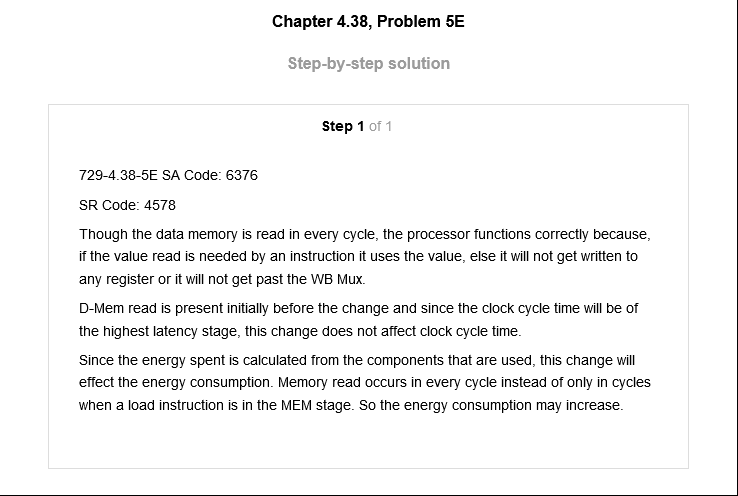 Chapter 4.38, Problem 5E
Step-by-step solution
Step 1 of 1
729-4.38-5E SA Code: 6376
SR Code: 4578
Though the data memory is read in every cycle, the processor functions correctly because,
if the value read is needed by an instruction it uses the value, else it will not get written to
any register or it will not get past the WB Mux.
D-Mem read is present initially before the change and since the clock cycle time will be of
the highest latency stage, this change does not affect clock cycle time.
Since the energy spent is calculated from the components that are used, this change will
effect the energy consumption. Memory read occurs in every cycle instead of only in cycles
when a load instruction is in the MEM stage. So the energy consumption may increase.